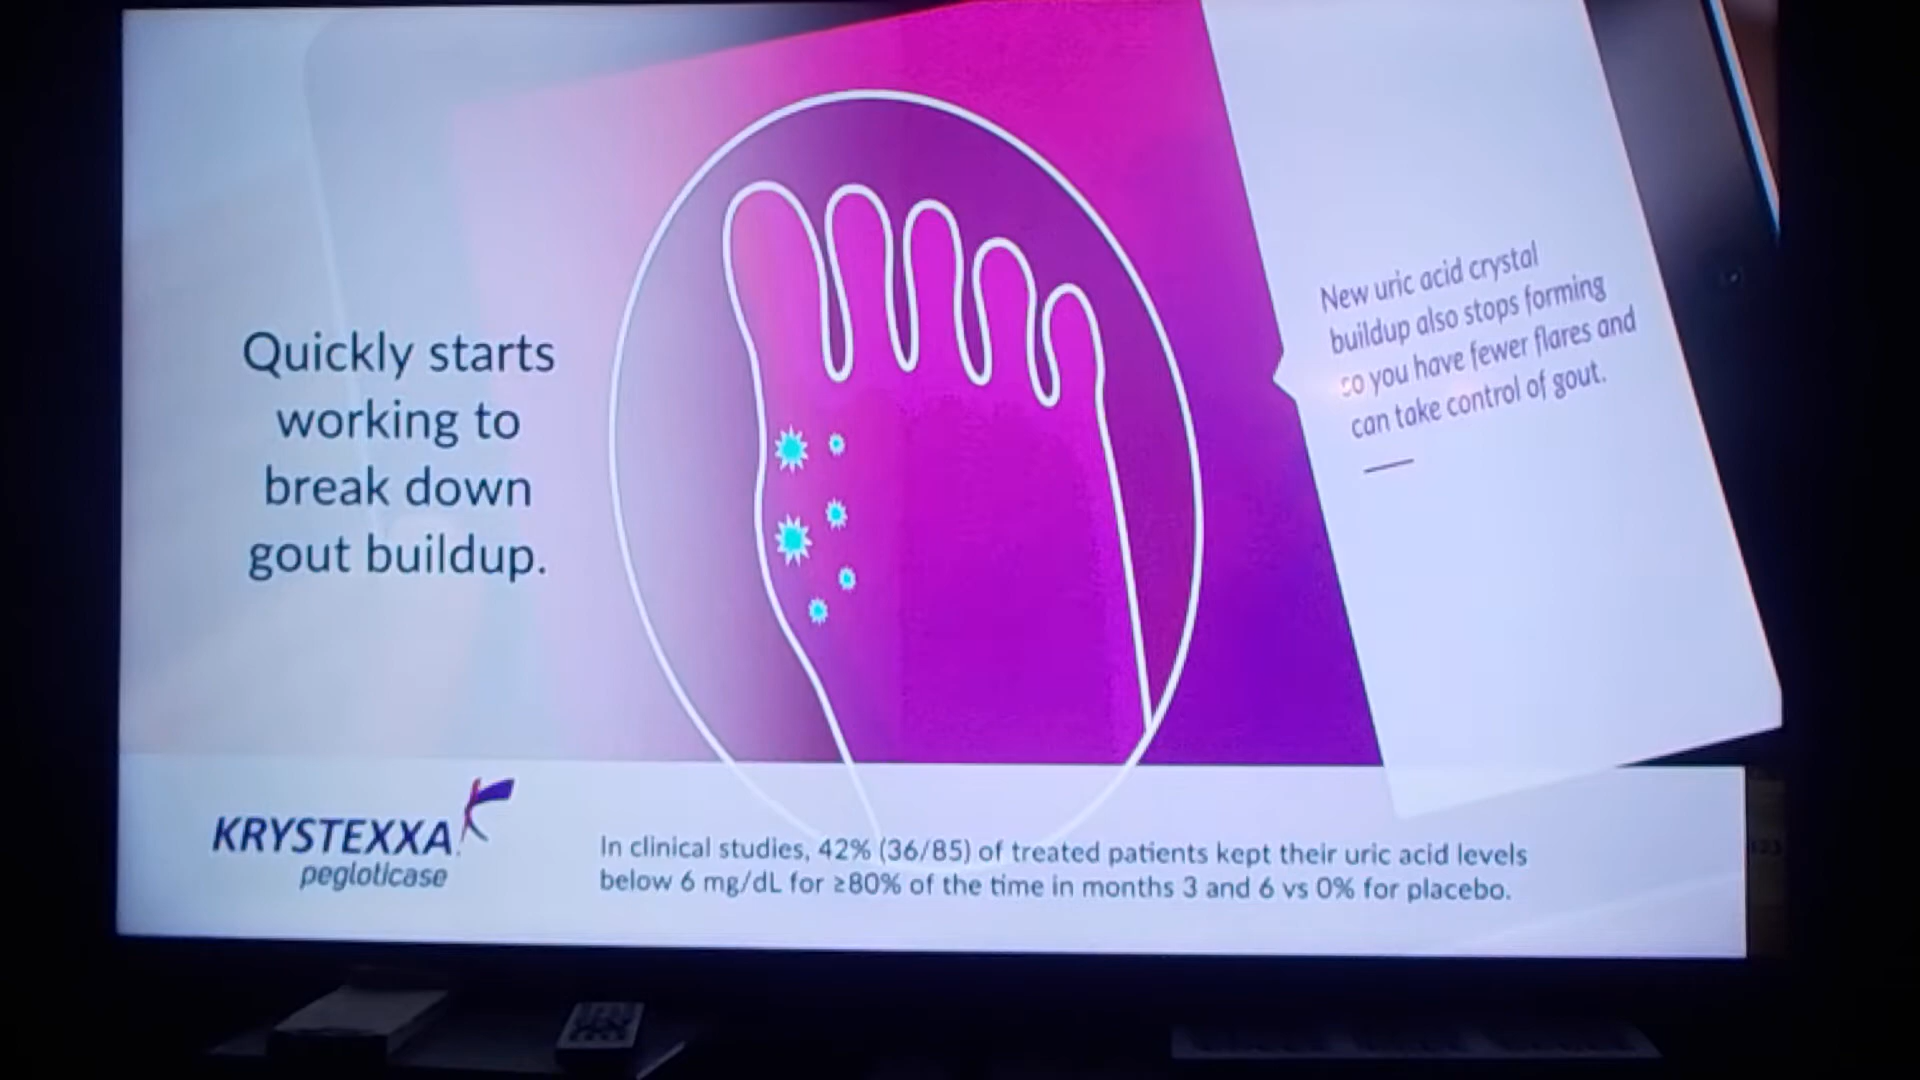 Quickly starts
working to
break down
gout buildup.
New uric acid crystal
buildup also stops forming
so you have fewer flares and
can take control of gout.
KRYSTEXXA
pegloticase
In clinical studies, 42% (36/85) of treated patients kept their uric acid levels
below 6 mg/dL for ≥80% of the time in months 3 and 6 vs 0% for placebo.